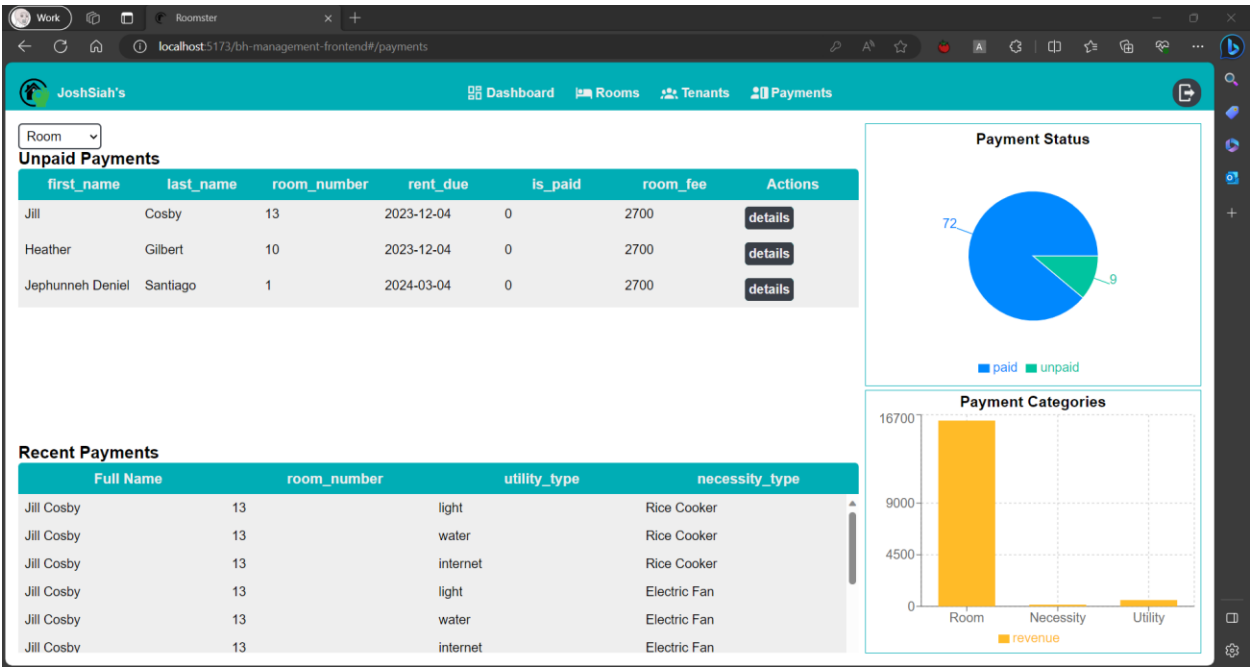 Work
Roomster
localhost:5173/bh-management-frontend#/payments
JoshSiah's
Dashboard Rooms Tenants Payments
Room
Unpaid Payments
first_name last_name room_number rent_due is_paid room_fee Actions
Jill Cosby 13 2023-12-04 0 2700 details
Heather Gilbert 10 2023-12-04 0 2700 details
Jephunneh Deniel Santiago 1 2024-03-04 0 2700 details
Recent Payments
Full Name room_number utility_type necessity_type
Jill Cosby 13 light Rice Cooker
Jill Cosby 13 water Rice Cooker
Jill Cosby 13 internet Rice Cooker
Jill Cosby 13 light Electric Fan
Jill Cosby 13 water Electric Fan
Jill Cosby 13 internet Electric Fan
Payment Status
72
9
paid unpaid
Payment Categories
16700
9000
4500
0
Room Necessity Utility
revenue